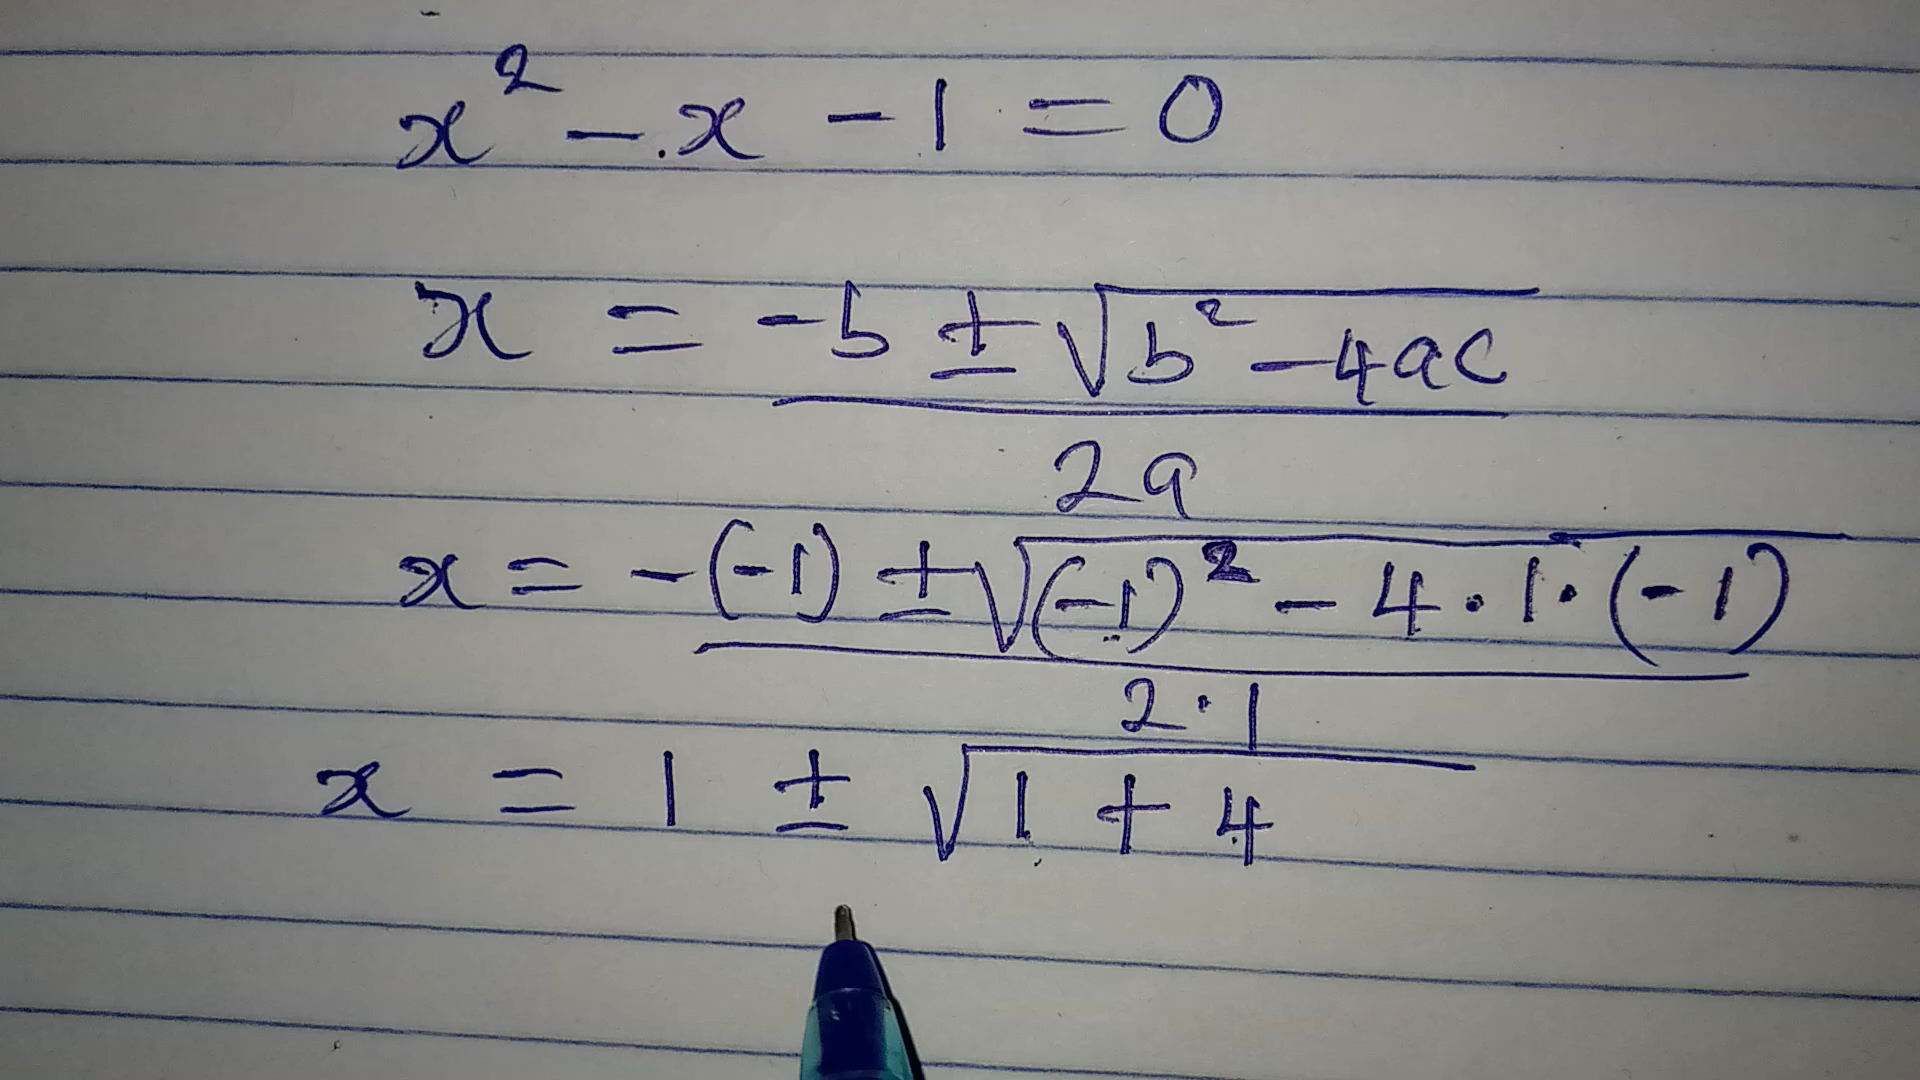 x² - x - 1 = 0
x = -b ± √b² - 4ac
2a
x = -(-1) ± √(-1)² - 4 · 1 · (-1)
2 · 1
x = 1 ± √1 + 4